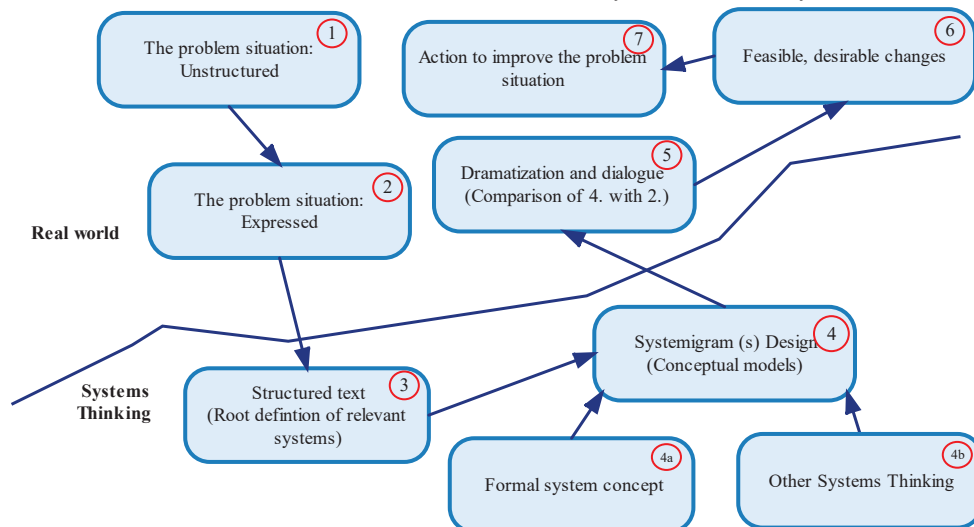 1
The problem situation:
Unstructured
7
Action to improve the problem
situation
6
Feasible, desirable changes
2
The problem situation:
Expressed
5
Dramatization and dialogue
(Comparison of 4. with 2.)
Real world
Systems
Thinking
3
Structured text
(Root defintion of relevant
systems)
4
Systemigram (s) Design
(Conceptual models)
4a
Formal system concept
4b
Other Systems Thinking